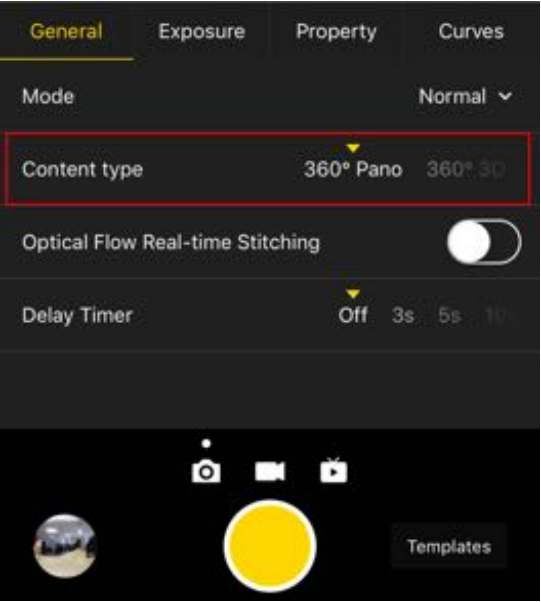 General Exposure Property Curves
Mode Normal
Content type 360° Pano 360° 3D
Optical Flow Real-time Stitching
Delay Timer Off 3s 5s 10
Templates